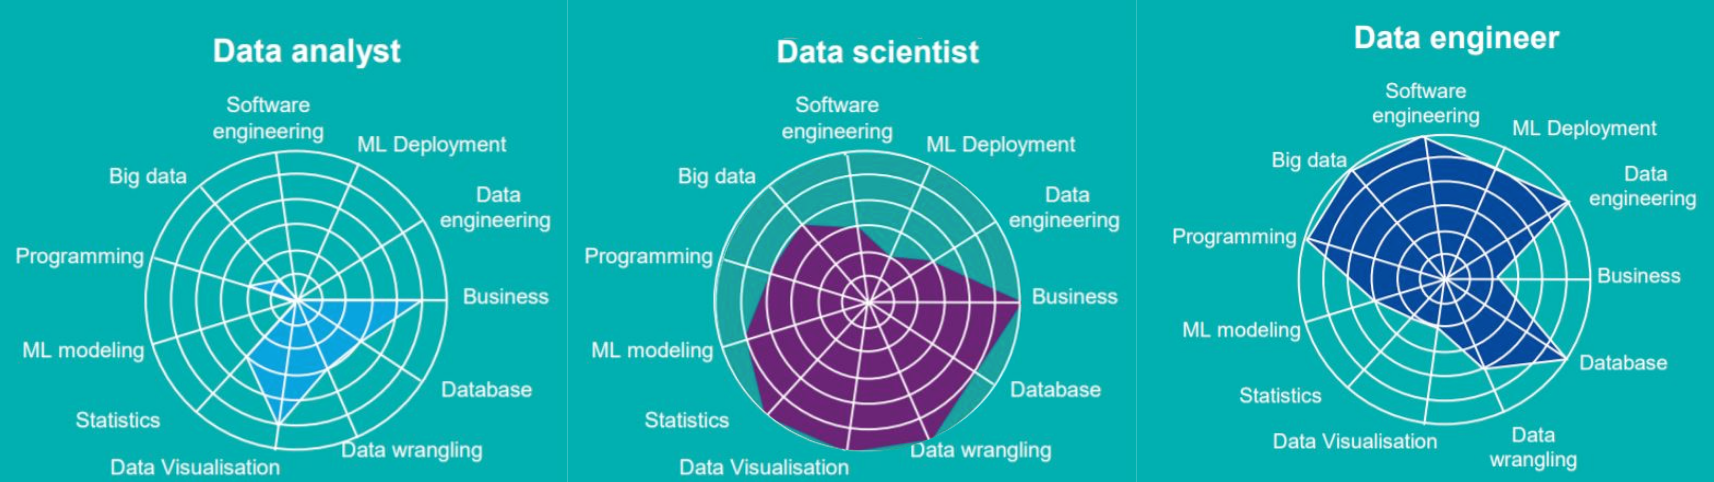 Data analyst
Software
engineering
ML Deployment
Big data
Data
engineering
Programming
Business
ML modeling
Database
Statistics
Data wrangling
Data Visualisation
Data scientist
Software
engineering
ML Deployment
Big data
Data
engineering
Programming
Business
ML modeling
Database
Statistics
Data wrangling
Data Visualisation
Data engineer
Software
engineering
ML Deployment
Big data
Data
engineering
Programming
Business
ML modeling
Database
Statistics
Data Visualisation
Data
wrangling